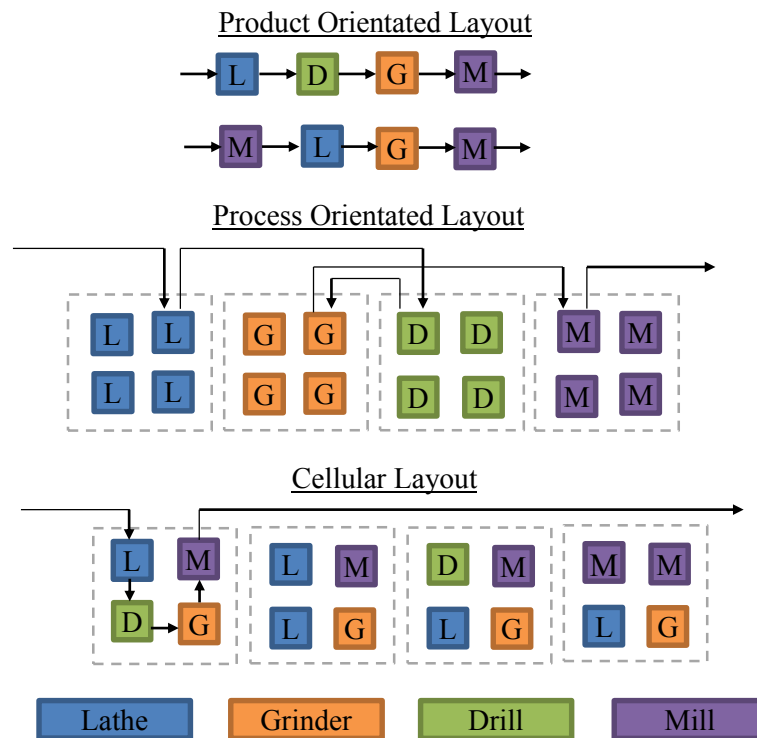 Product Orientated Layout
L D G M
M L G M
Process Orientated Layout
L L G G D D M M
L L G G D D M M
Cellular Layout
L M L M D M M M
D G L G L G L G
Lathe Grinder Drill Mill